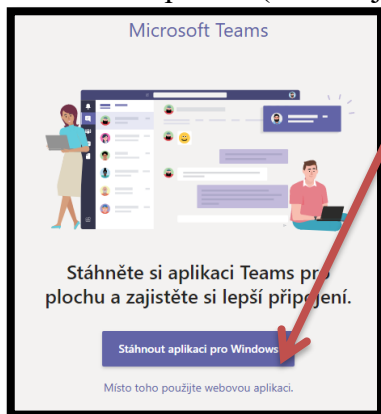 Microsoft Teams
Stáhněte si aplikaci Teams pro
plochu a zajistěte si lepší připojení.
Stáhnout aplikaci pro Windows
Místo toho použijte webovou aplikaci.